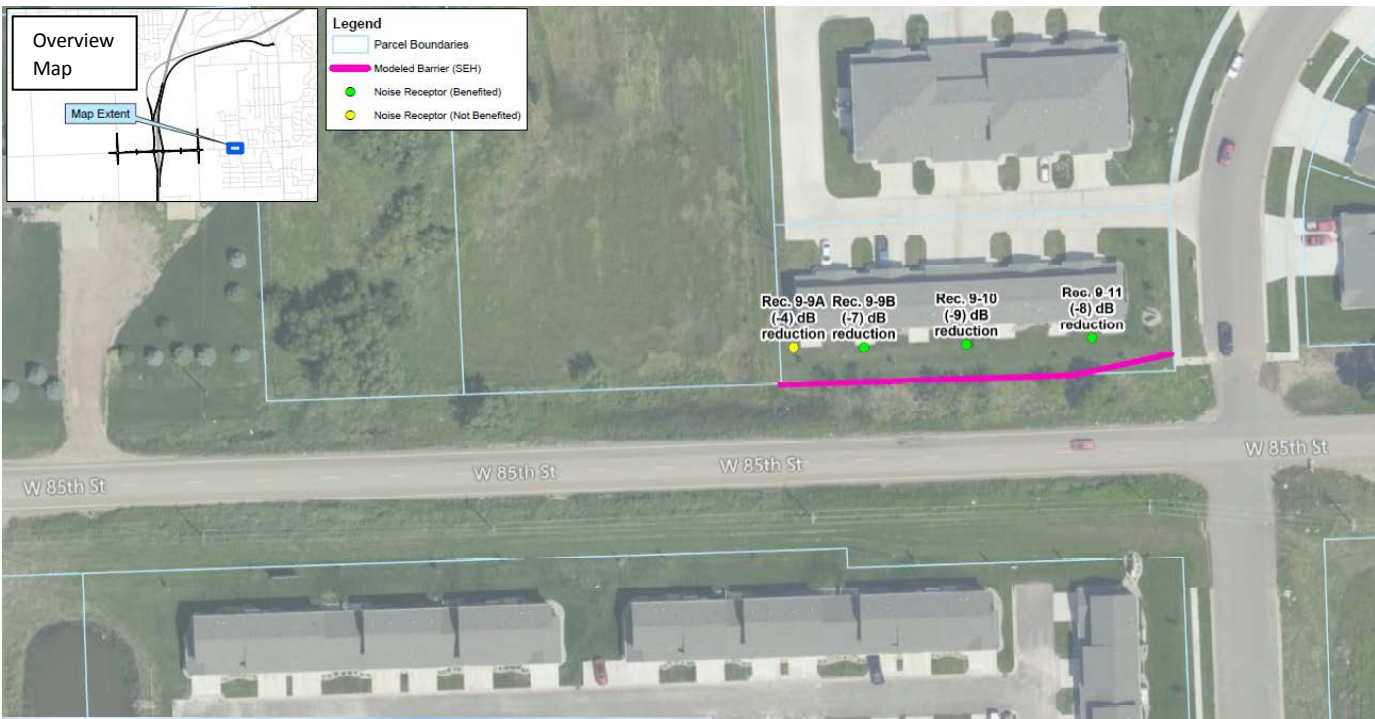 Overview
Map
Map Extent
Legend
Parcel Boundaries
Modeled Barrier (SEH)
Noise Receptor (Benefited)
Noise Receptor (Not Benefited)
Rec. 9-9A
(-4) dB
reduction
Rec. 9-9B
(-7) dB
reduction
Rec. 9-10
(-9) dB
reduction
Rec. 9-11
(-8) dB
reduction
W 85th St
W 85th St
W 85th St
W 85th St